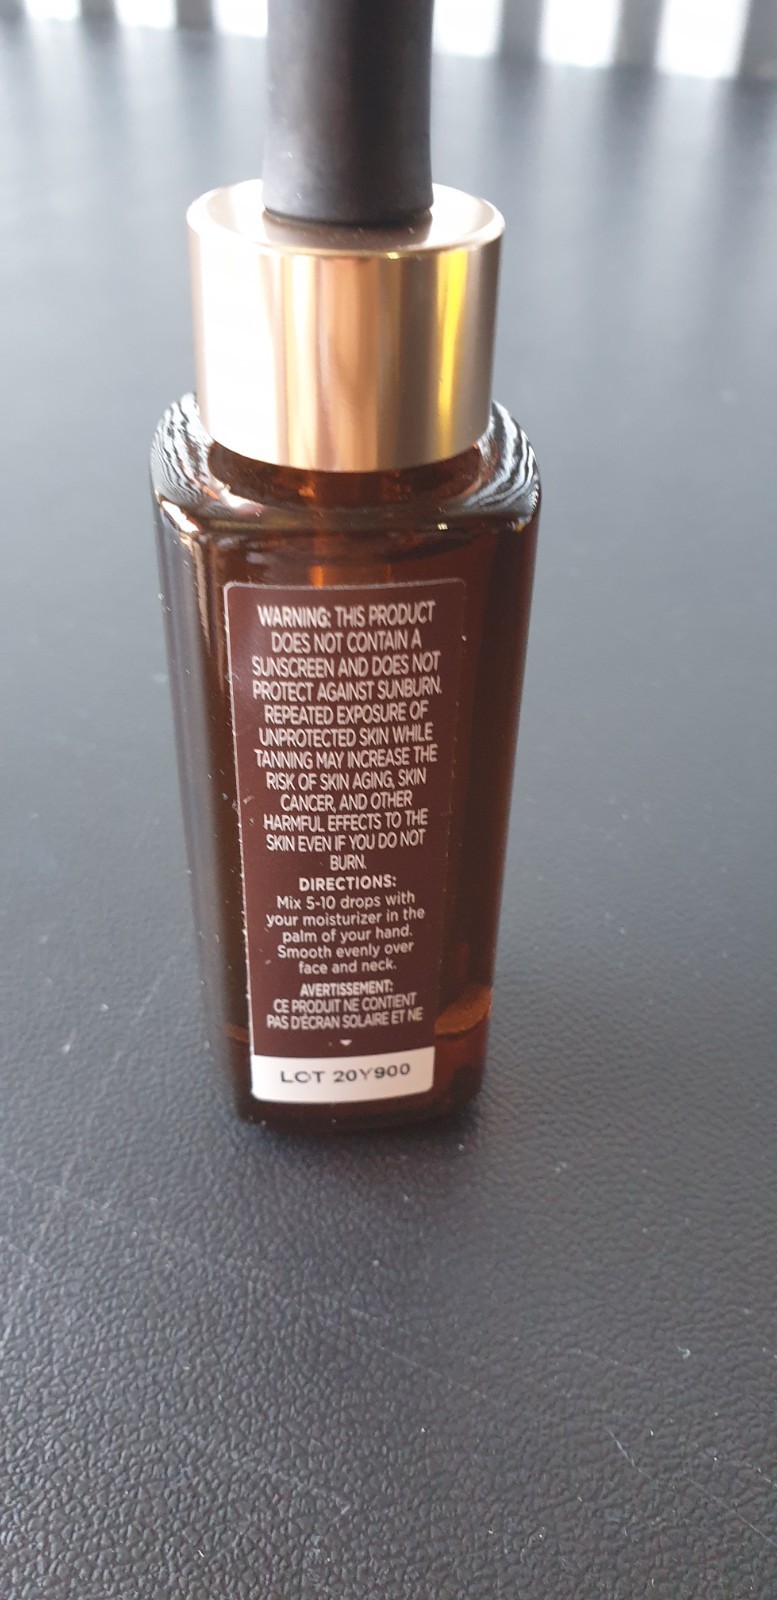 WARNING: THIS PRODUCT
DOES NOT CONTAIN A
SUNSCREEN AND DOES NOT
PROTECT AGAINST SUNBURN.
REPEATED EXPOSURE OF
UNPROTECTED SKIN WHILE
TANNING MAY INCREASE THE
RISK OF SKIN AGING, SKIN
CANCER, AND OTHER
HARMFUL EFFECTS TO THE
SKIN EVEN IF YOU DO NOT
BURN.
DIRECTIONS:
Mix 5-10 drops with
your moisturizer in the
palm of your hand.
Smooth evenly over
face and neck.
AVERTISSEMENT:
CE PRODUIT NE CONTIENT
PAS D'ÉCRAN SOLAIRE ET NE
LOT 20Y900